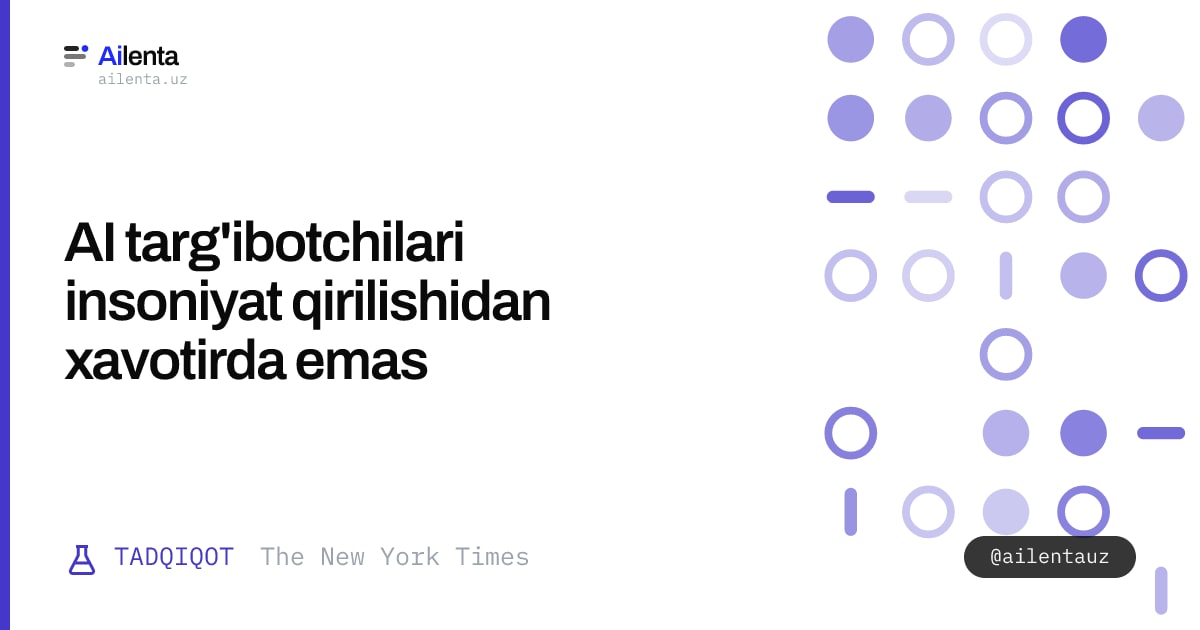 Ailenta
ailenta.uz
AI targ'ibotchilari
insoniyat qirilishidan
xavotirda emas
TADQIQOT The New York Times
@ailentauz